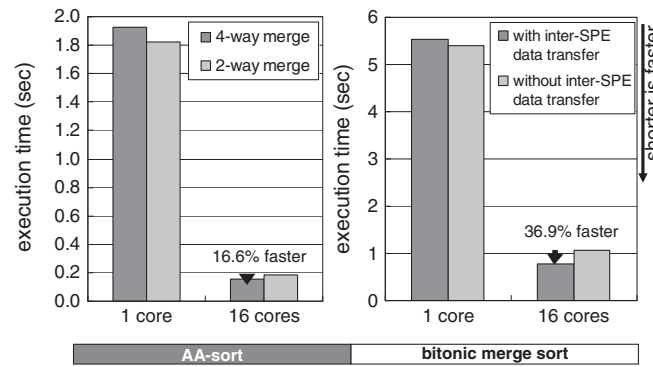 execution time (sec)
2.0
1.8
1.6
1.4
1.2
1.0
0.8
0.6
0.4
0.2
0.0
4-way merge
2-way merge
16.6% faster
1 core
16 cores
execution time (sec)
6
5
4
3
2
1
0
with inter-SPE
data transfer
without inter-SPE
data transfer
36.9% faster
1 core
16 cores
shorter is faster
AA-sort
bitonic merge sort